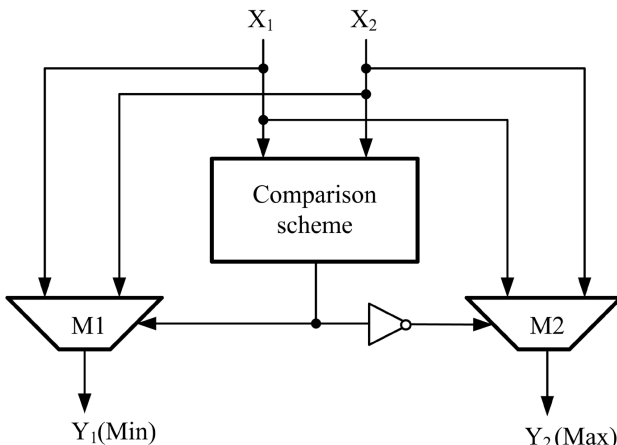 X₁ X₂
Comparison
scheme
M1 M2
Y₁(Min) Y₂(Max)